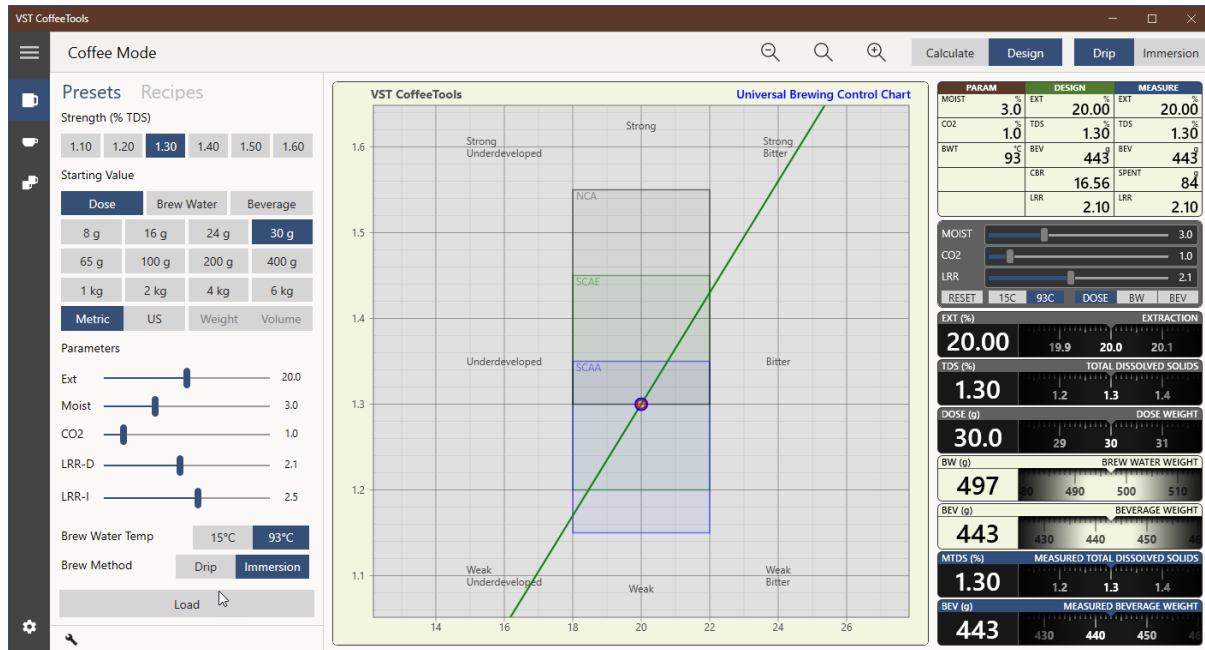 VST CoffeeTools
Coffee Mode
Calculate Design Drip Immersion
Presets Recipes
Strength (% TDS)
1.10 1.20 1.30 1.40 1.50 1.60
Starting Value
Dose Brew Water Beverage
8 g 16 g 24 g 30 g
65 g 100 g 200 g 400 g
1 kg 2 kg 4 kg 6 kg
Metric US Weight Volume
Parameters
Ext 20.0
Moist 3.0
CO2 1.0
LRR-D 2.1
LRR-I 2.5
Brew Water Temp 15°C 93°C
Brew Method Drip Immersion
Load
VST CoffeeTools Universal Brewing Control Chart
Strong
Strong
Underdeveloped
Strong
Bitter
1.6
NCA
1.5
SCAE
1.4
Underdeveloped
SCAA
Bitter
1.3
1.2
Weak
Underdeveloped
Weak
Weak
Bitter
1.1
14 16 18 20 22 24 26
PARAM DESIGN MEASURE
MOIST % 3.0 EXT % 20.00 EXT % 20.00
CO2 % 1.0 TDS % 1.30 TDS % 1.30
BWT °C 93 BEV g 443 BEV g 443
CBR 16.56 SPENT g 84
LRR 2.10 LRR 2.10
MOIST 3.0
CO2 1.0
LRR 2.1
RESET 15C 93C DOSE BW BEV
EXT (%) EXTRACTION
20.00 19.9 20.0 20.1
TDS (%) TOTAL DISSOLVED SOLIDS
1.30 1.2 1.3 1.4
DOSE (g) DOSE WEIGHT
30.0 29 30 31
BW (g) BREW WATER WEIGHT
497 80 490 500 510
BEV (g) BEVERAGE WEIGHT
443 430 440 450 46
MTDS (%) MEASURED TOTAL DISSOLVED SOLIDS
1.30 1.2 1.3 1.4
BEV (g) MEASURED BEVERAGE WEIGHT
443 430 440 450 46